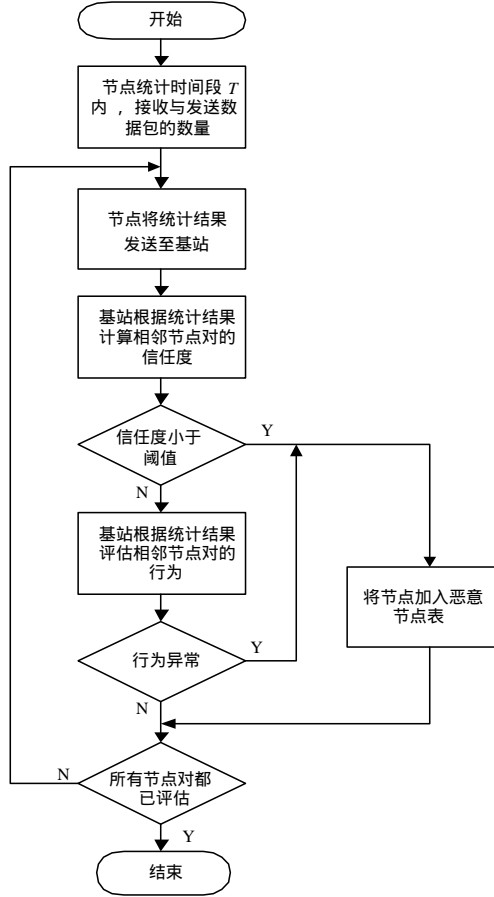 开始
节点统计时间段 T
内 ，接收与发送数
据包的数量
节点将统计结果
发送至基站
基站根据统计结果
计算相邻节点对的
信任度
信任度小于
阈值
Y
N
基站根据统计结果
评估相邻节点对的
行为
将节点加入恶意
节点表
行为异常
Y
N
所有节点对都
已评估
N
Y
结束